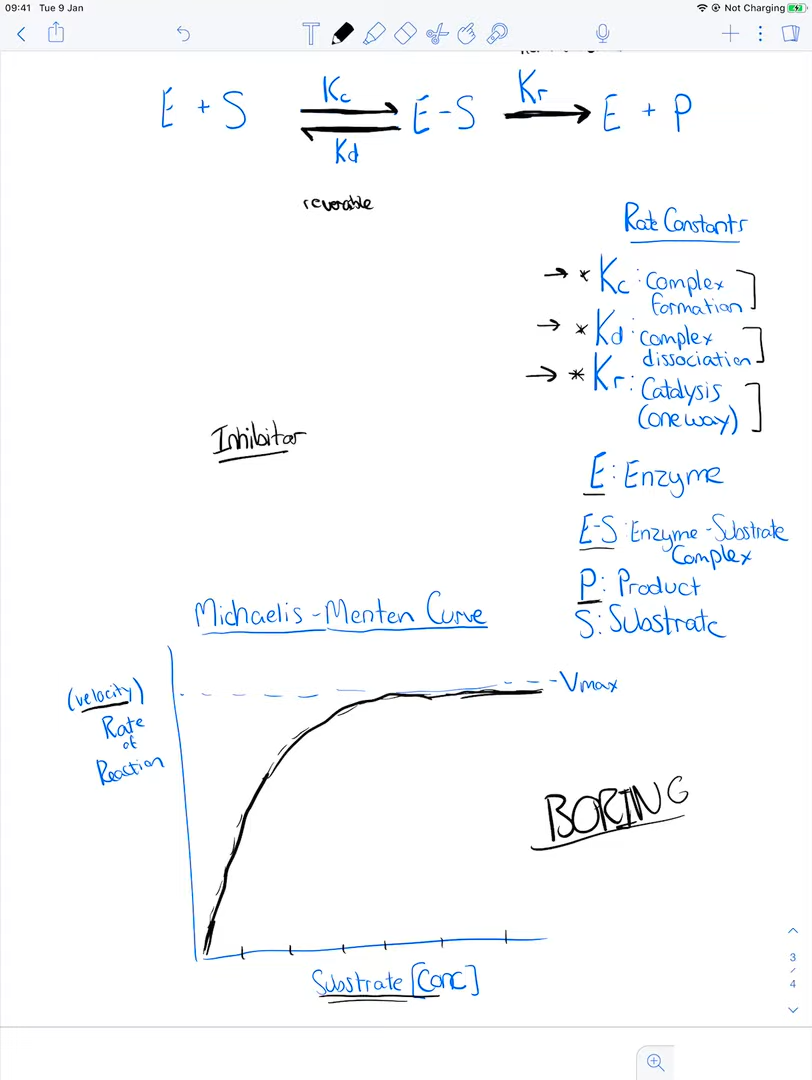 09:41 Tue 9 Jan
Not Charging
T
Kc
Kr
E + S
E-S
E + P
Kd
reverable
Rate Constants
→ * Kc : Complex
formation
→ * Kd : complex
dissociation
→ * Kr : Catalysis
(one way)
Inhibitor
E : Enzyme
E-S : Enzyme-Substrate
Complex
P : Product
S : Substrate
Michaelis-Menten Curve
(velocity)
Rate
of
Reaction
Vmax
BORING
Substrate [Conc]
3
/
4